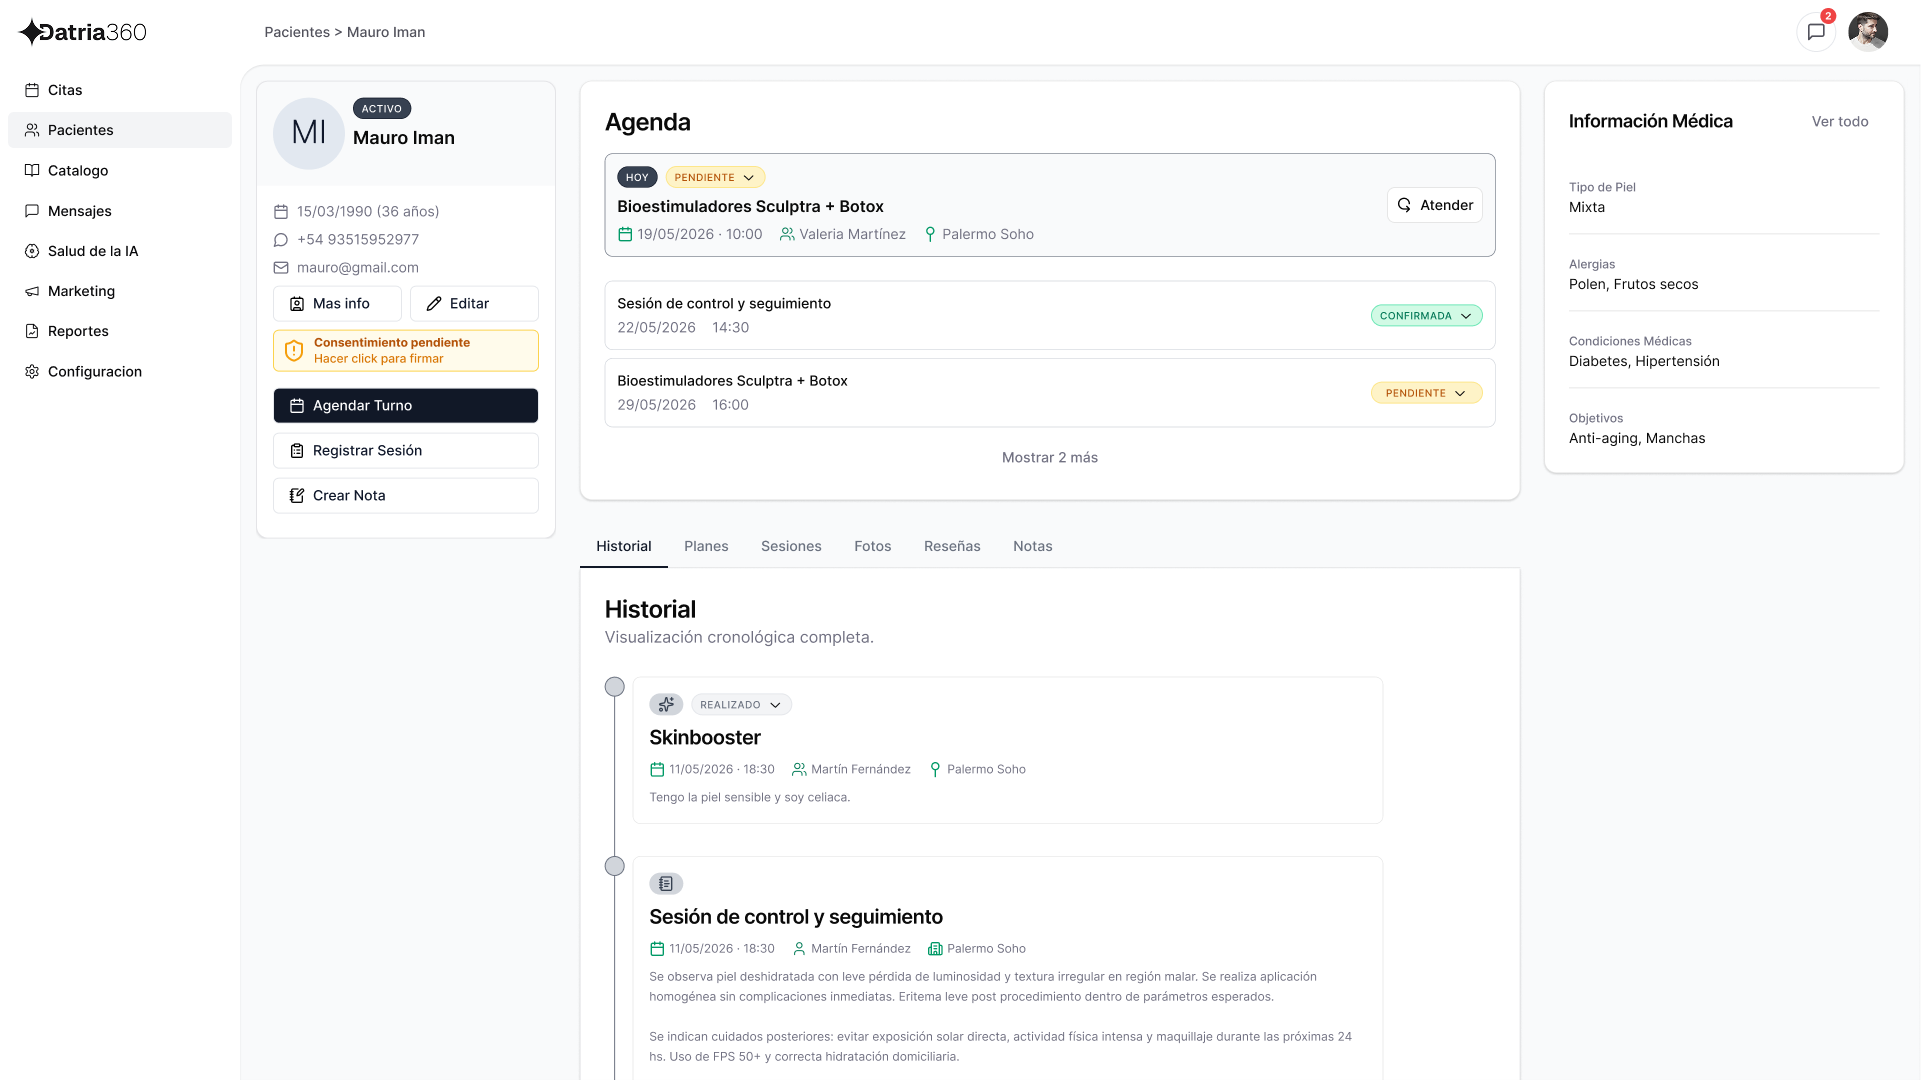 Datria360
Pacientes > Mauro Iman
2
Citas
Pacientes
Catalogo
Mensajes
Salud de la IA
Marketing
Reportes
Configuracion
MI
ACTIVO
Mauro Iman
15/03/1990 (36 años)
+54 93515952977
mauro@gmail.com
Mas info
Editar
Consentimiento pendiente
Hacer click para firmar
Agendar Turno
Registrar Sesión
Crear Nota
Agenda
HOY
PENDIENTE
Bioestimuladores Sculptra + Botox
19/05/2026 · 10:00
Valeria Martínez
Palermo Soho
Atender
Sesión de control y seguimiento
22/05/2026 14:30
CONFIRMADA
Bioestimuladores Sculptra + Botox
29/05/2026 16:00
PENDIENTE
Mostrar 2 más
Historial
Planes
Sesiones
Fotos
Reseñas
Notas
Historial
Visualización cronológica completa.
REALIZADO
Skinbooster
11/05/2026 · 18:30
Martín Fernández
Palermo Soho
Tengo la piel sensible y soy celiaca.
Sesión de control y seguimiento
11/05/2026 · 18:30
Martín Fernández
Palermo Soho
Se observa piel deshidratada con leve pérdida de luminosidad y textura irregular en región malar. Se realiza aplicación
homogénea sin complicaciones inmediatas. Eritema leve post procedimiento dentro de parámetros esperados.
Se indican cuidados posteriores: evitar exposición solar directa, actividad física intensa y maquillaje durante las próximas 24
hs. Uso de FPS 50+ y correcta hidratación domiciliaria.
Información Médica
Ver todo
Tipo de Piel
Mixta
Alergias
Polen, Frutos secos
Condiciones Médicas
Diabetes, Hipertensión
Objetivos
Anti-aging, Manchas